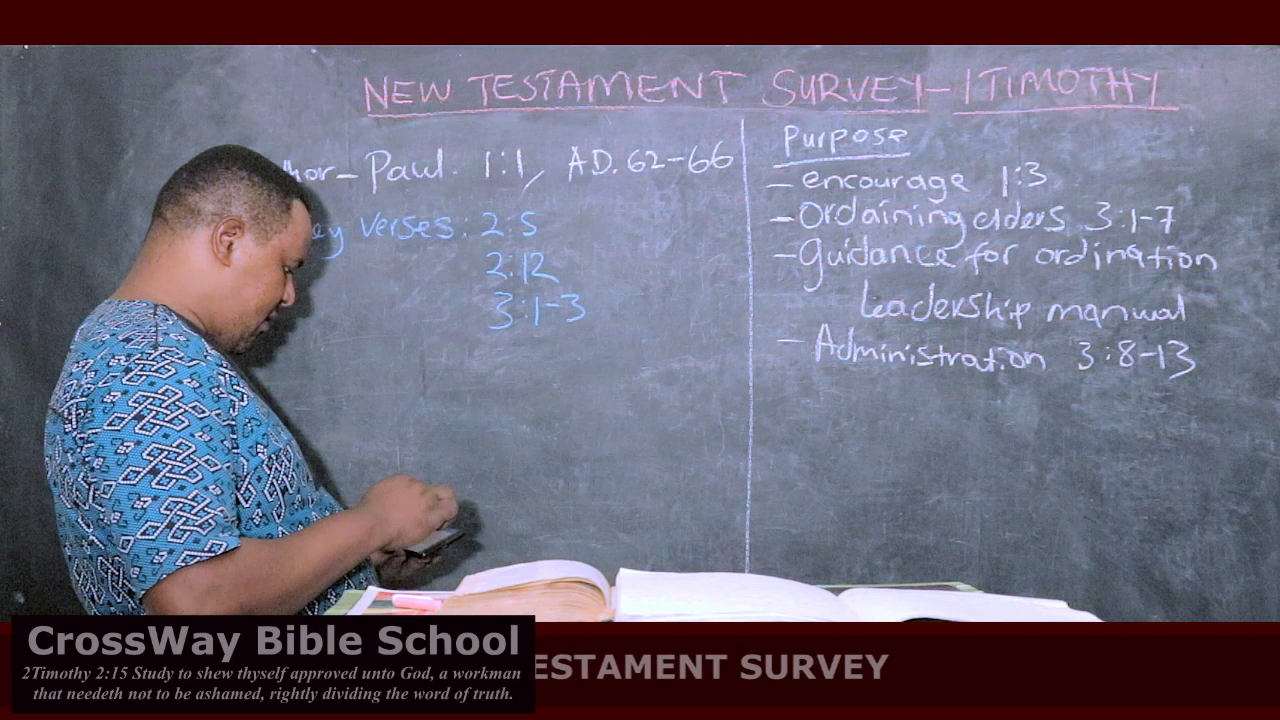 NEW TESTAMENT SURVEY - 1 TIMOTHY
hor - Paul. 1:1, AD. 62-66
ey verses: 2:5
2:12
3:1-3
Purpose
- encourage 1:3
- Ordaining elders 3:1-7
- Guidance for ordination
Leadership manual
- Administration 3:8-13
CrossWay Bible School
2Timothy 2:15 Study to shew thyself approved unto God, a workman
that needeth not to be ashamed, rightly dividing the word of truth.
ESTAMENT SURVEY